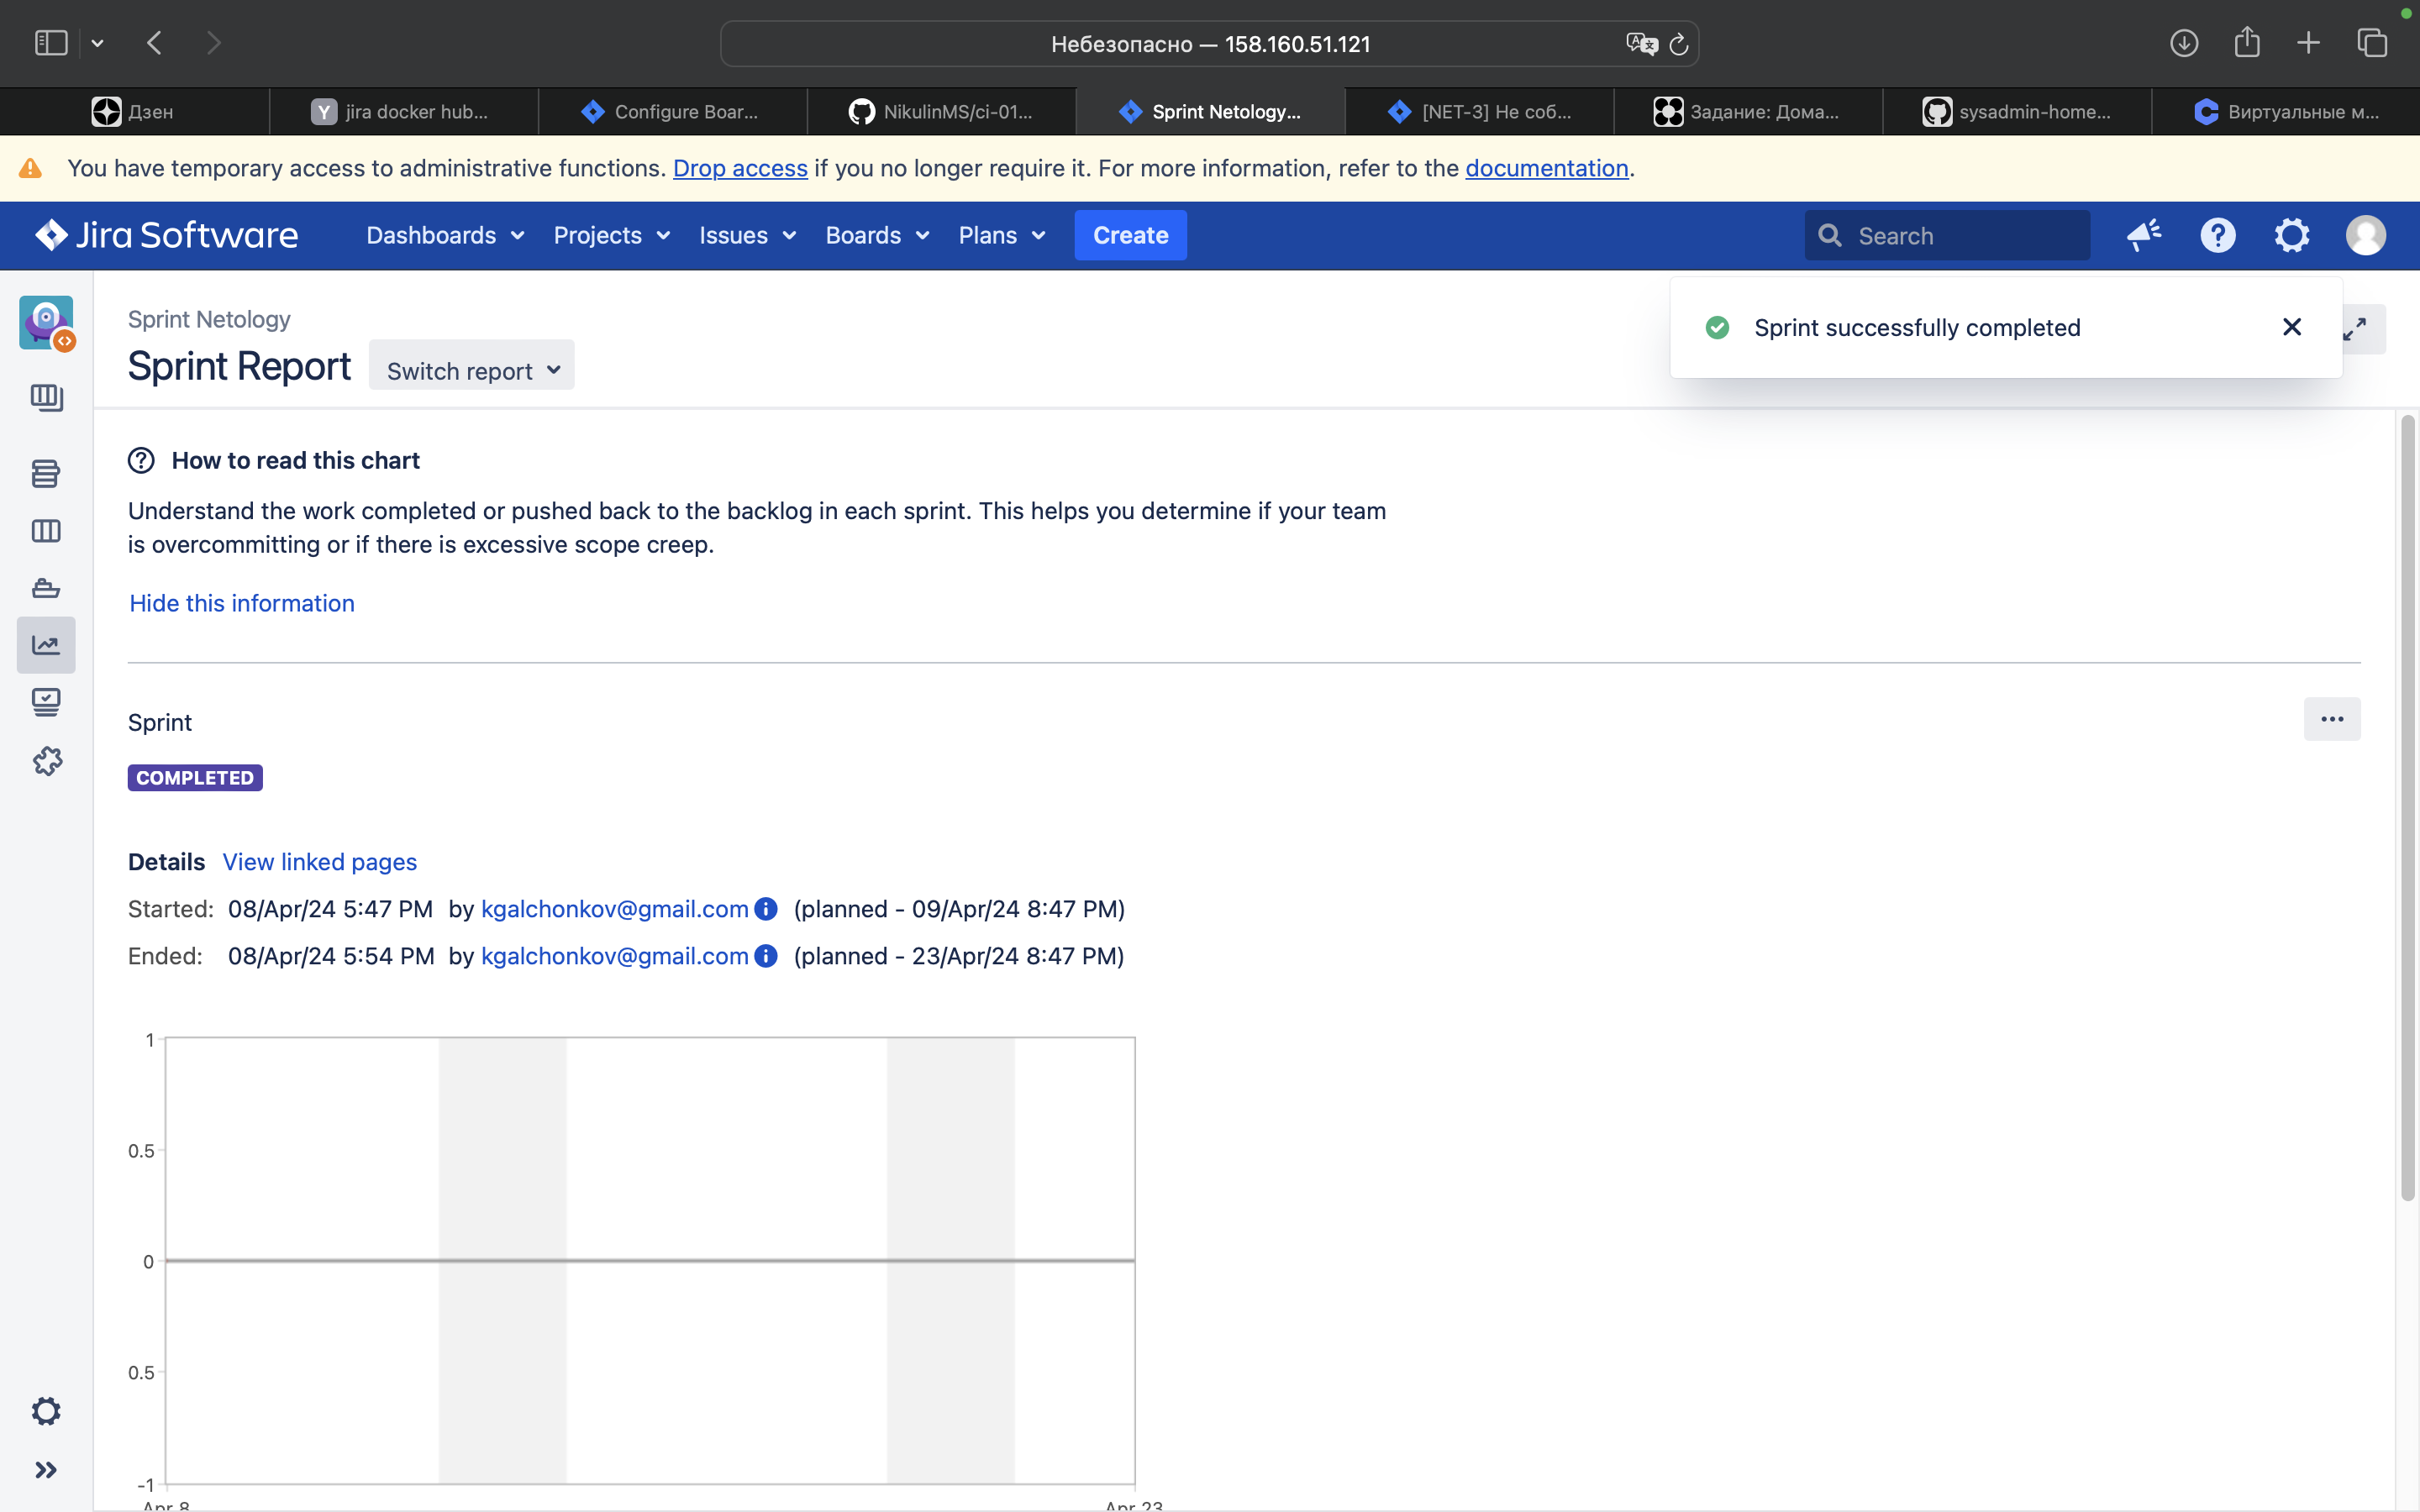 Небезопасно — 158.160.51.121
Дзен
Y jira docker hub...
Configure Boar...
NikulinMS/ci-01...
Sprint Netology...
[NET-3] Не соб...
Задание: Дома...
sysadmin-home...
Виртуальные м...
You have temporary access to administrative functions. Drop access if you no longer require it. For more information, refer to the documentation.
Jira Software
Dashboards
Projects
Issues
Boards
Plans
Create
Search
Sprint successfully completed
Sprint Netology
Sprint Report
Switch report
How to read this chart
Understand the work completed or pushed back to the backlog in each sprint. This helps you determine if your team
is overcommitting or if there is excessive scope creep.
Hide this information
Sprint
COMPLETED
Details View linked pages
Started: 08/Apr/24 5:47 PM by kgalchonkov@gmail.com (planned - 09/Apr/24 8:47 PM)
Ended: 08/Apr/24 5:54 PM by kgalchonkov@gmail.com (planned - 23/Apr/24 8:47 PM)
1
0.5
0
0.5
-1
Apr 8
Apr 23